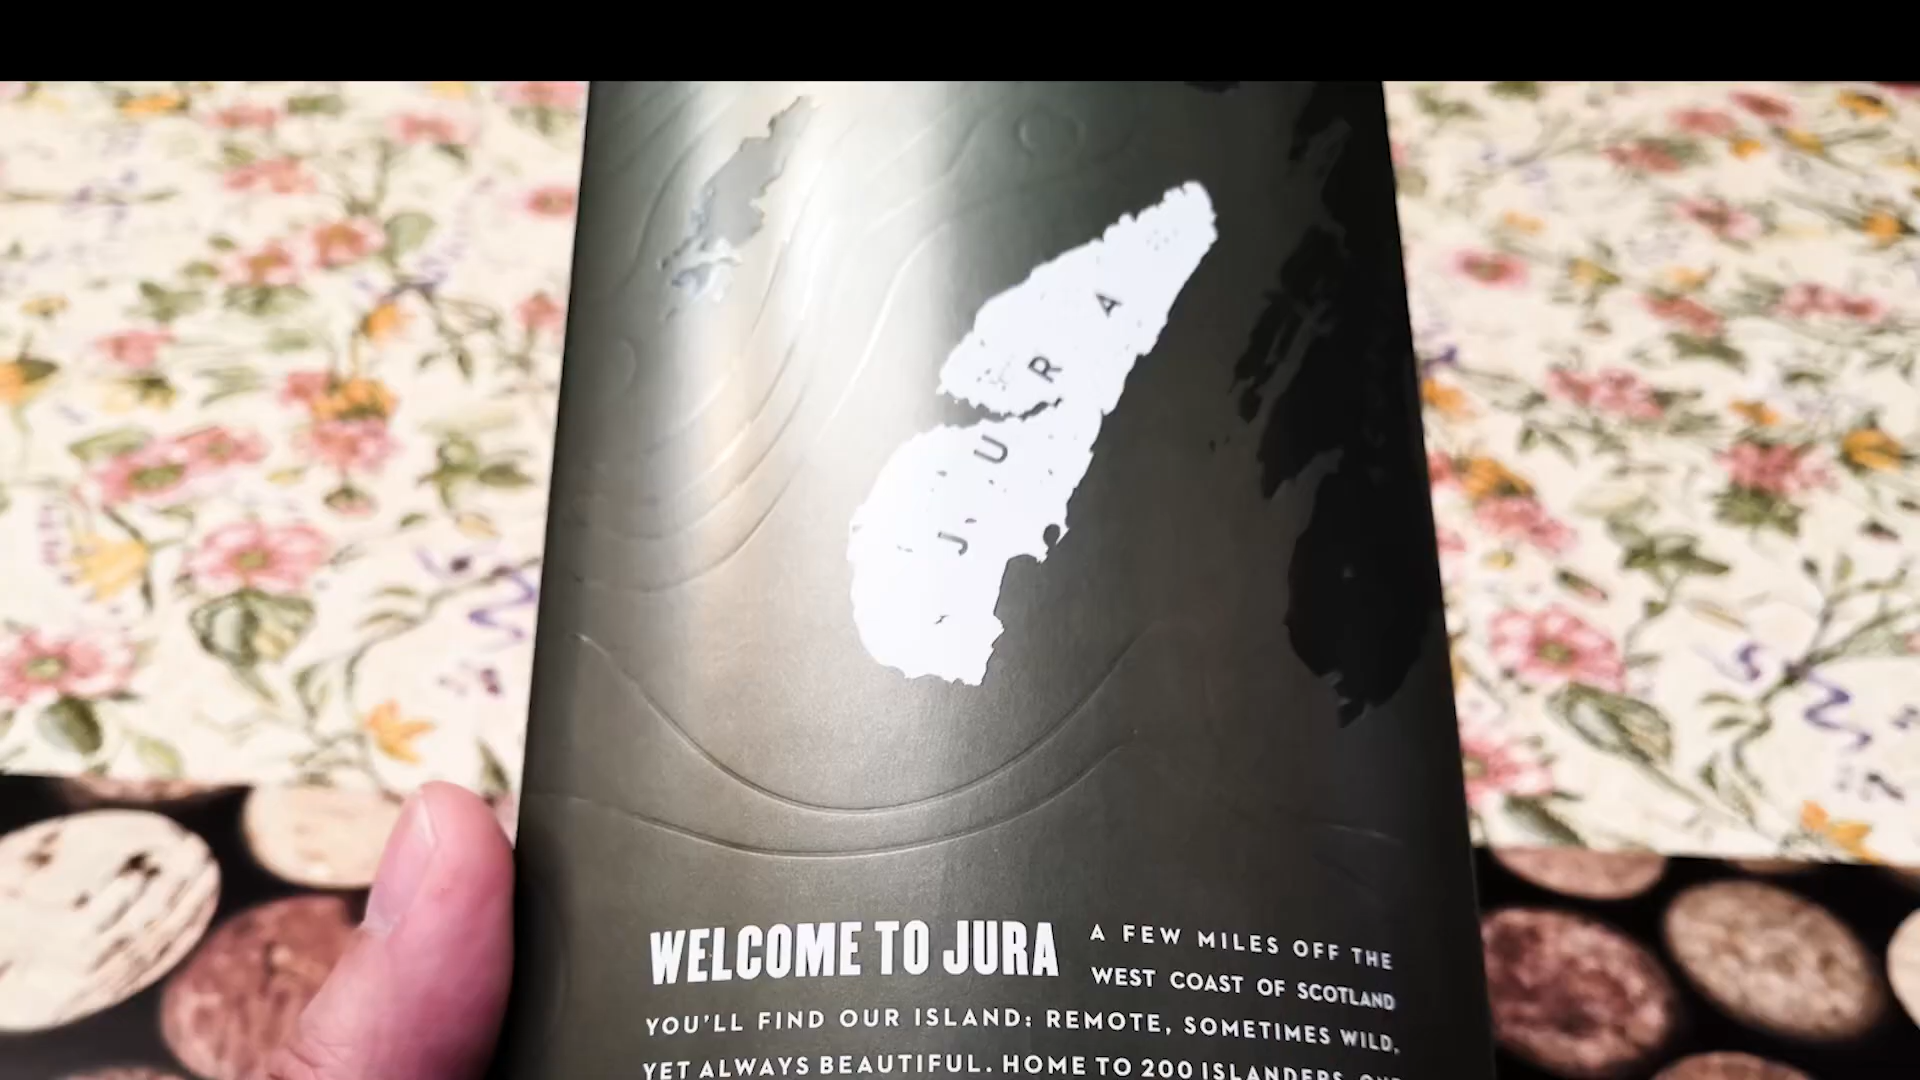 JURA
WELCOME TO JURA
A FEW MILES OFF THE
WEST COAST OF SCOTLAND
YOU'LL FIND OUR ISLAND: REMOTE, SOMETIMES WILD,
YET ALWAYS BEAUTIFUL. HOME TO 200 ISLANDERS, ONE